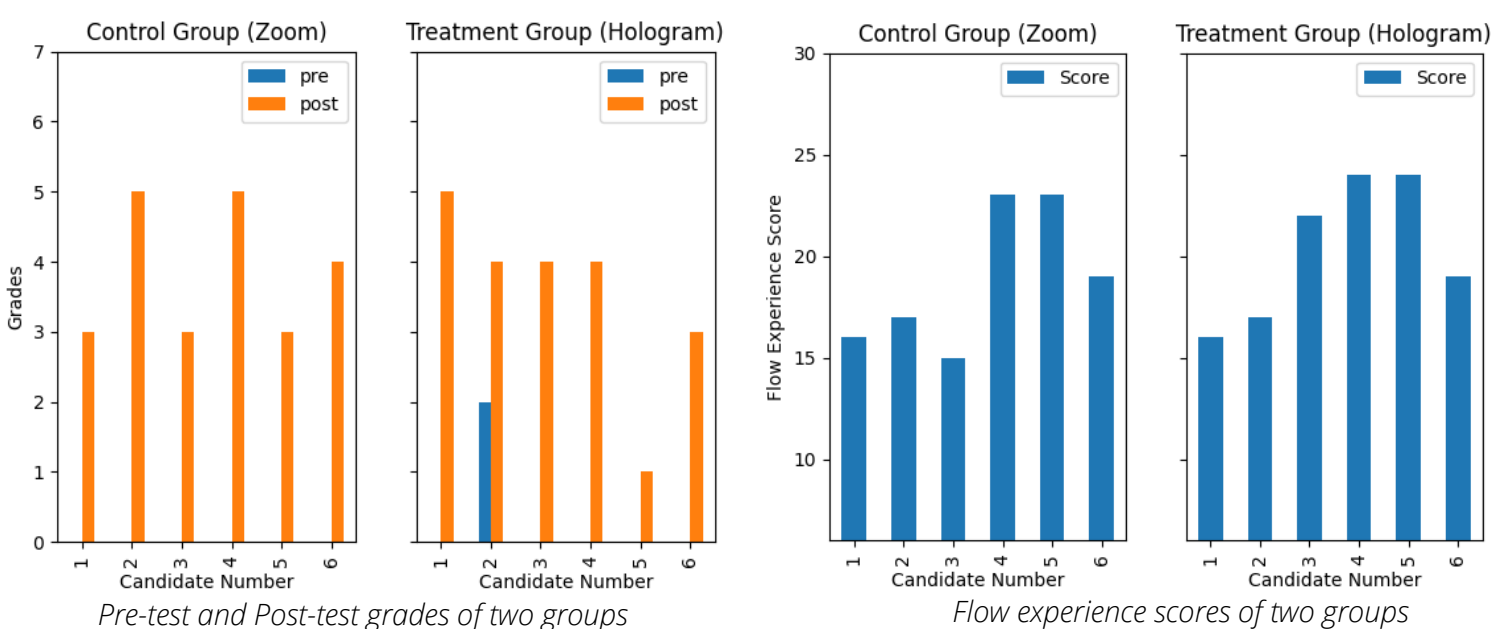 Control Group (Zoom)
Treatment Group (Hologram)
7
6
5
4
3
2
1
0
Grades
pre
post
pre
post
1 2 3 4 5 6
1 2 3 4 5 6
Candidate Number
Candidate Number
Pre-test and Post-test grades of two groups
Control Group (Zoom)
Treatment Group (Hologram)
30
25
20
15
10
Flow Experience Score
Score
Score
1 2 3 4 5 6
1 2 3 4 5 6
Candidate Number
Candidate Number
Flow experience scores of two groups